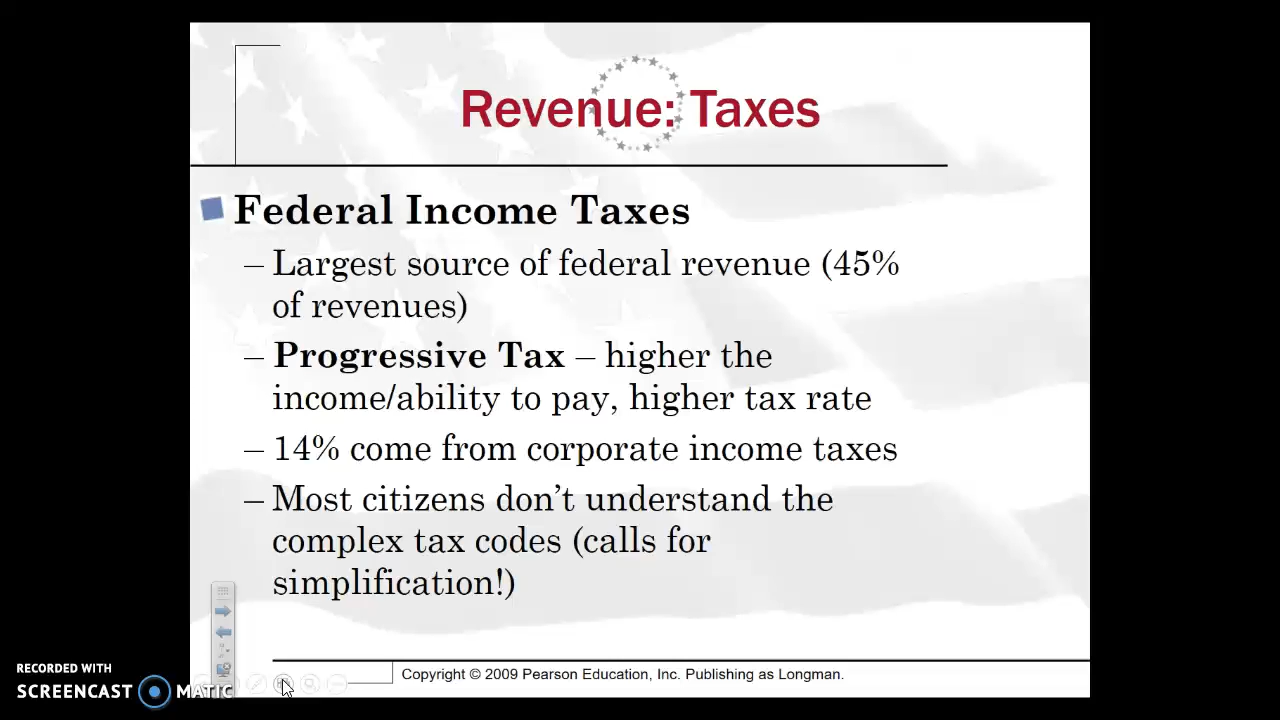 Revenue: Taxes
Federal Income Taxes
– Largest source of federal revenue (45%
of revenues)
– Progressive Tax – higher the
income/ability to pay, higher tax rate
– 14% come from corporate income taxes
– Most citizens don’t understand the
complex tax codes (calls for
simplification!)
Copyright © 2009 Pearson Education, Inc. Publishing as Longman.
RECORDED WITH
SCREENCAST MATIC